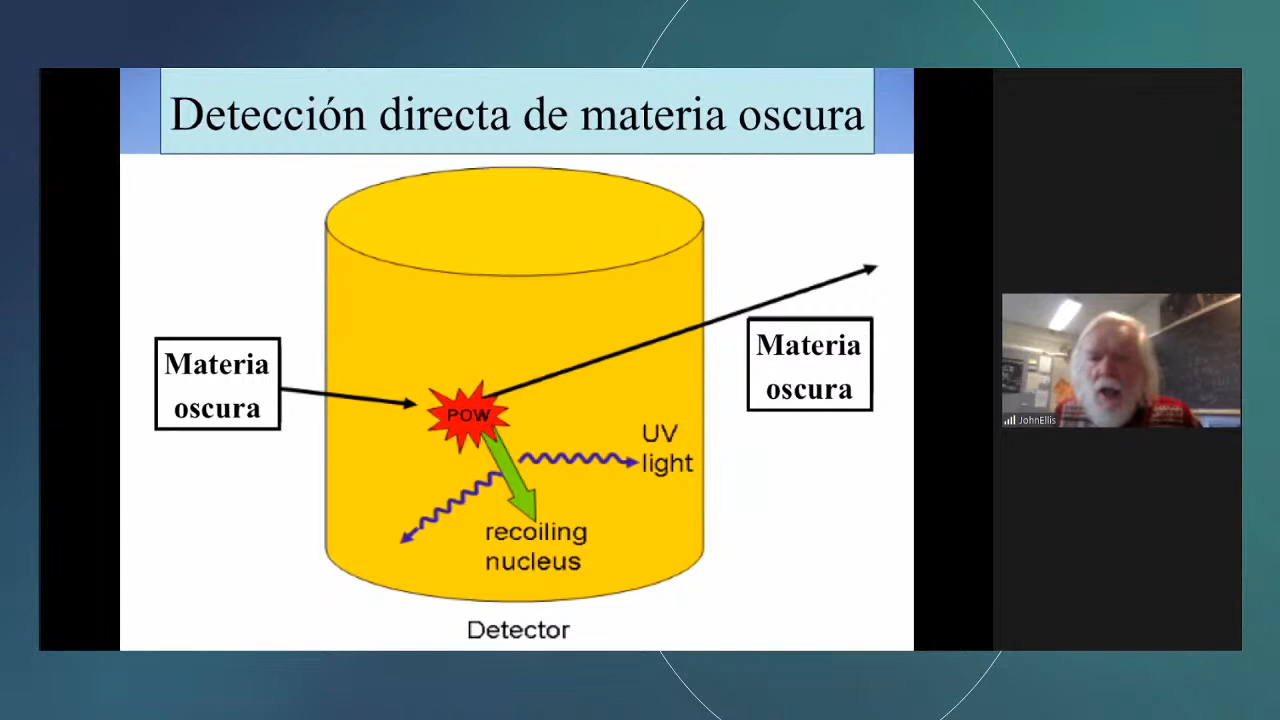 Detección directa de materia oscura
Materia
oscura
Materia
oscura
POW
UV
light
recoiling
nucleus
Detector
JohnEllis